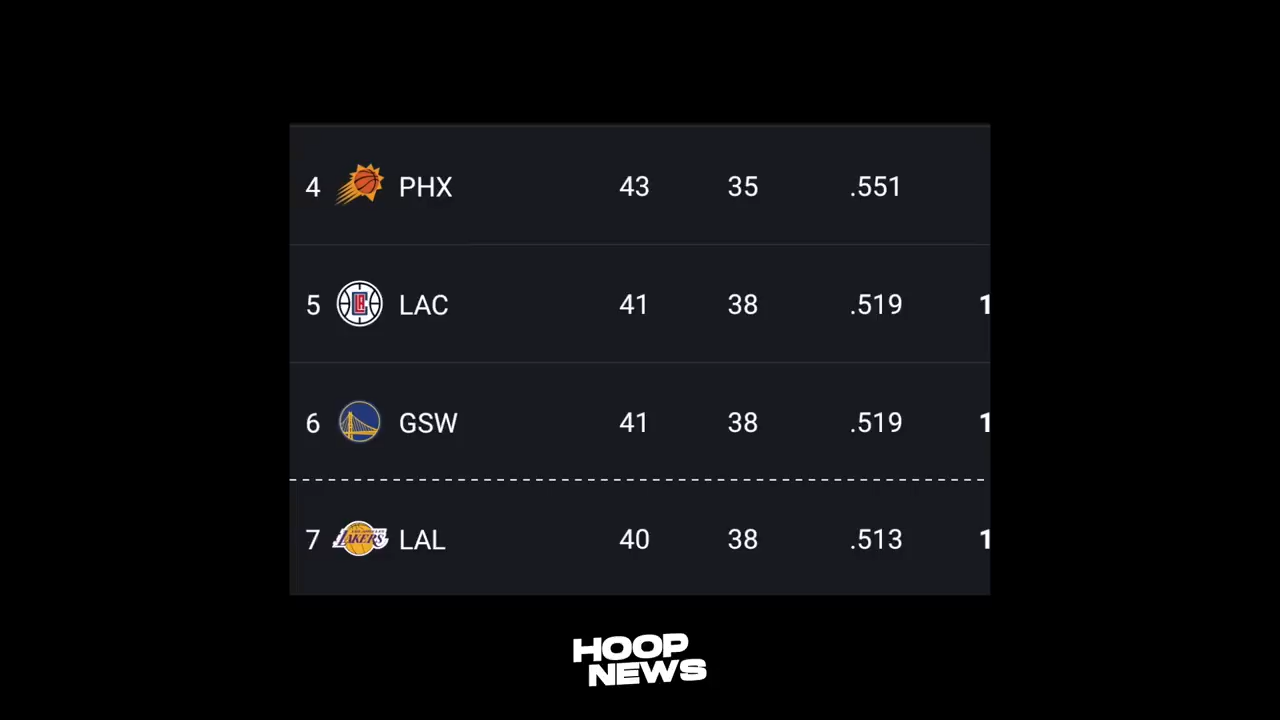 4 PHX 43 35 .551
5 LAC 41 38 .519 1
6 GSW 41 38 .519 1
7 LAKERS LAL 40 38 .513 1
HOOP
NEWS